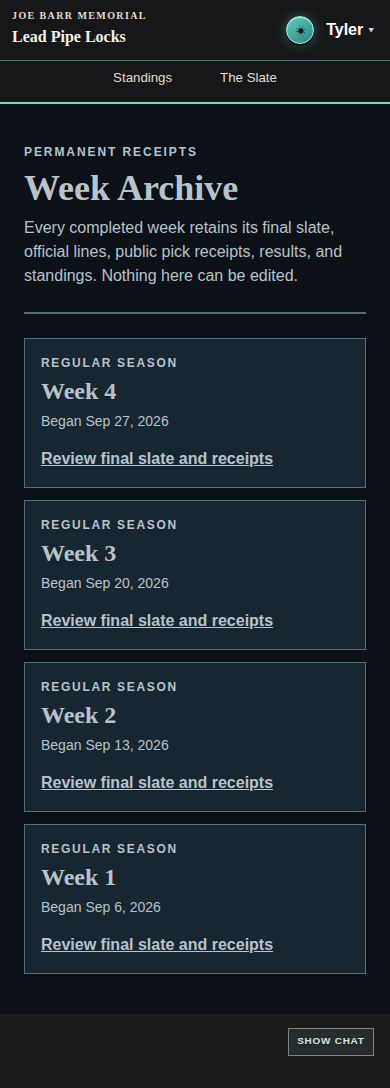 JOE BARR MEMORIAL
Lead Pipe Locks
Tyler
Standings
The Slate
PERMANENT RECEIPTS
Week Archive
Every completed week retains its final slate,
official lines, public pick receipts, results, and
standings. Nothing here can be edited.
REGULAR SEASON
Week 4
Began Sep 27, 2026
Review final slate and receipts
REGULAR SEASON
Week 3
Began Sep 20, 2026
Review final slate and receipts
REGULAR SEASON
Week 2
Began Sep 13, 2026
Review final slate and receipts
REGULAR SEASON
Week 1
Began Sep 6, 2026
Review final slate and receipts
SHOW CHAT